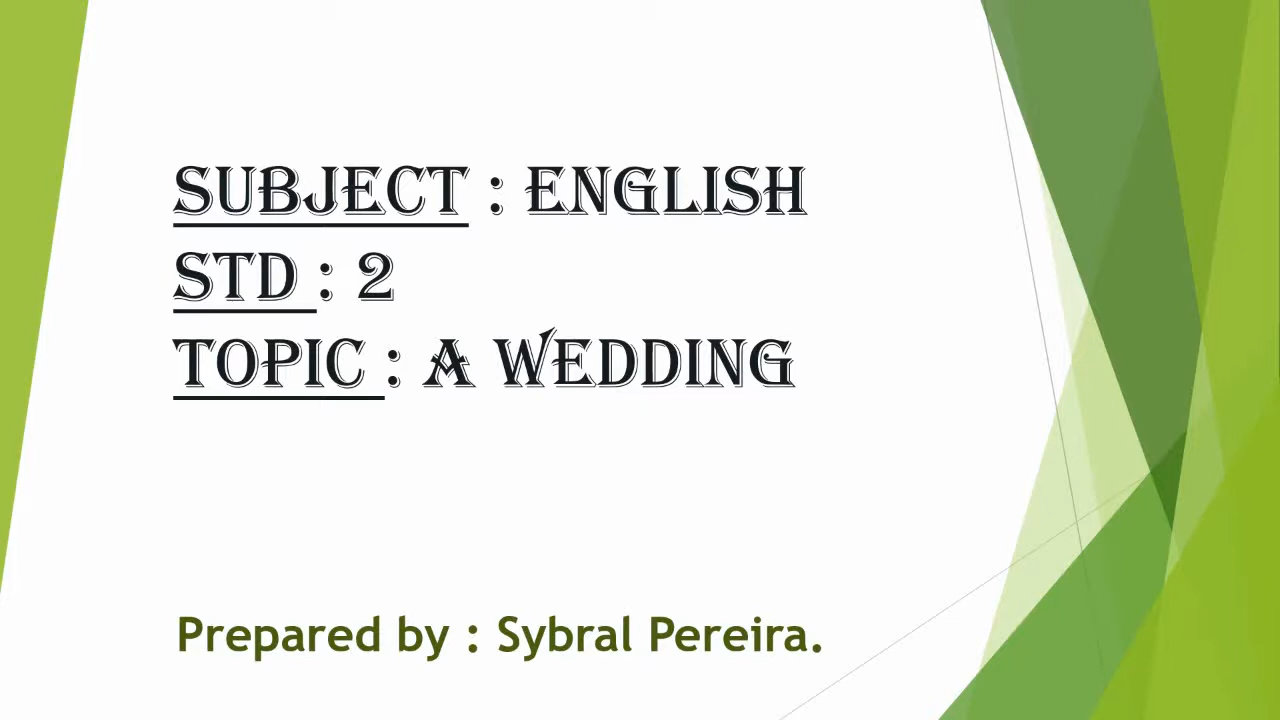 SUBJECT : ENGLISH
STD : 2
TOPIC : A WEDDING
Prepared by : Sybral Pereira.